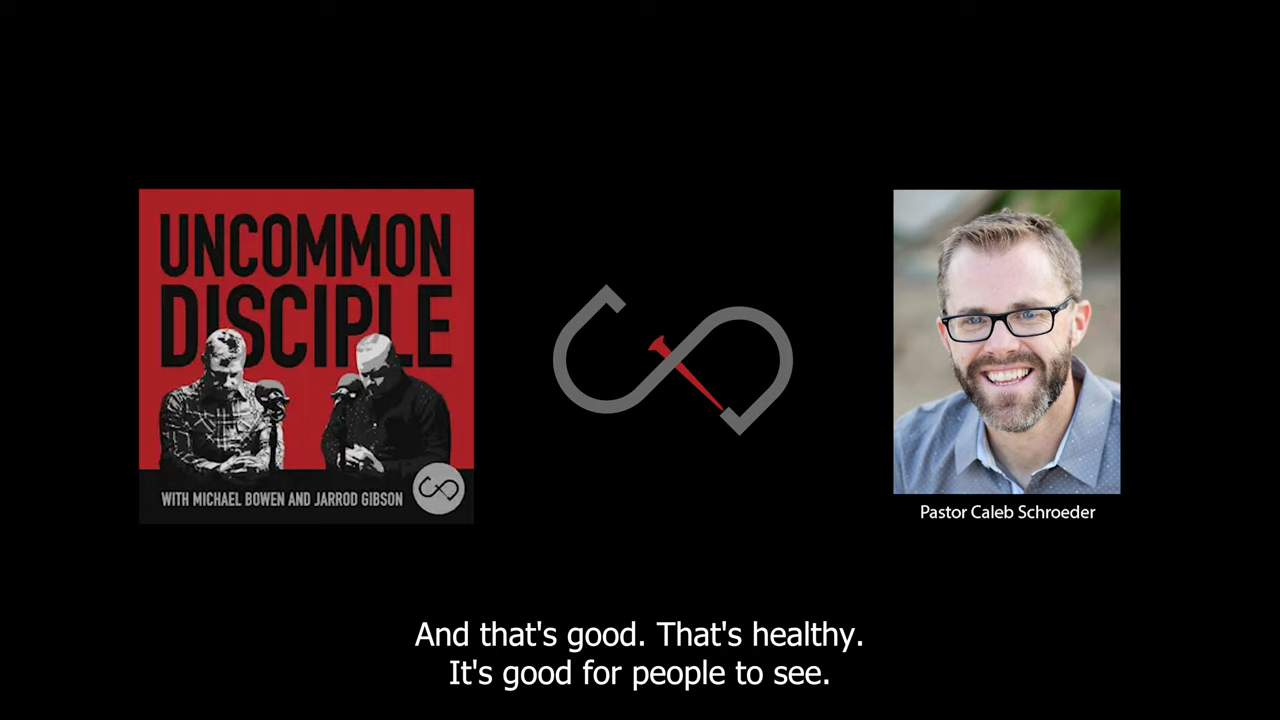 UNCOMMON
DISCIPLE
WITH MICHAEL BOWEN AND JARROD GIBSON
Pastor Caleb Schroeder
And that's good. That's healthy.
It's good for people to see.